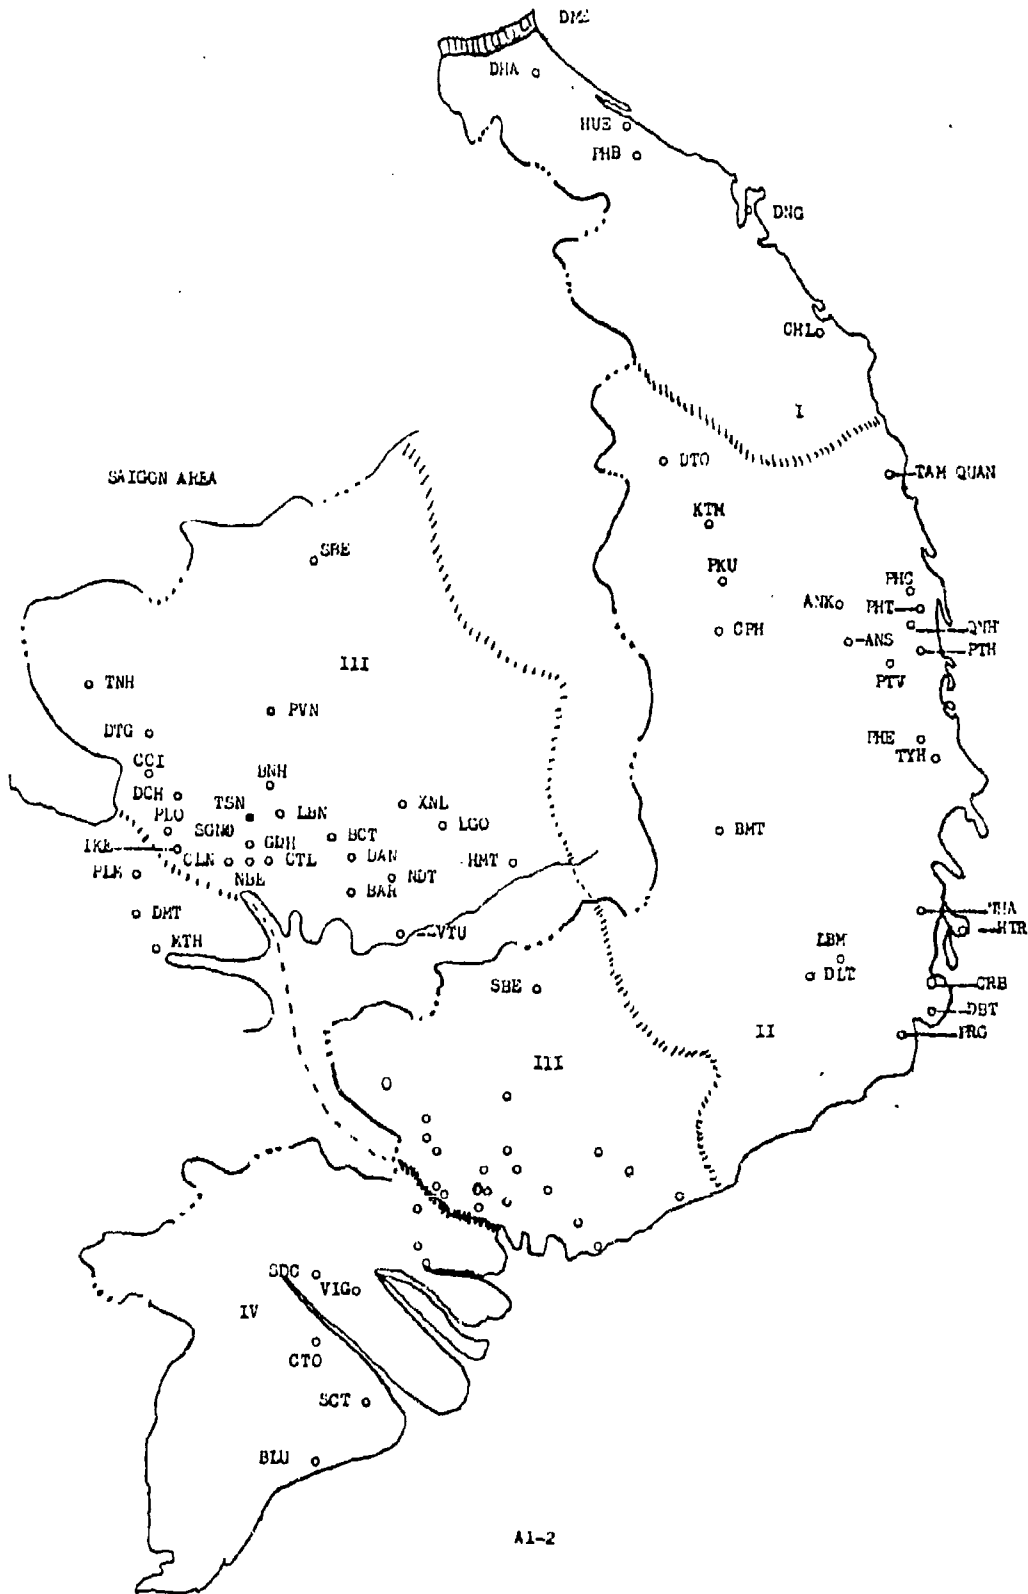 DMZ
DHA
HUE
PHB
DNG
CHL
I
SAIGON AREA
DTO
TAM QUAN
KTM
SBE
PKU
PHC
ANK
PHT
CPH
QNH
ANS
PTH
III
PTV
TNH
PVN
DTG
PHE
TYH
CCI
BNH
DCH
TSN
LBN
XNL
PLO
SGN
BCT
LGO
BMT
GDH
CLN
CTL
DAN
HMT
NBE
NDT
BAR
DMT
NHA
HTR
VTU
MTH
LBM
DLT
SBE
CRB
DBT
PRG
II
III
SDC
VIG
IV
CTO
SCT
BLU
A1-2